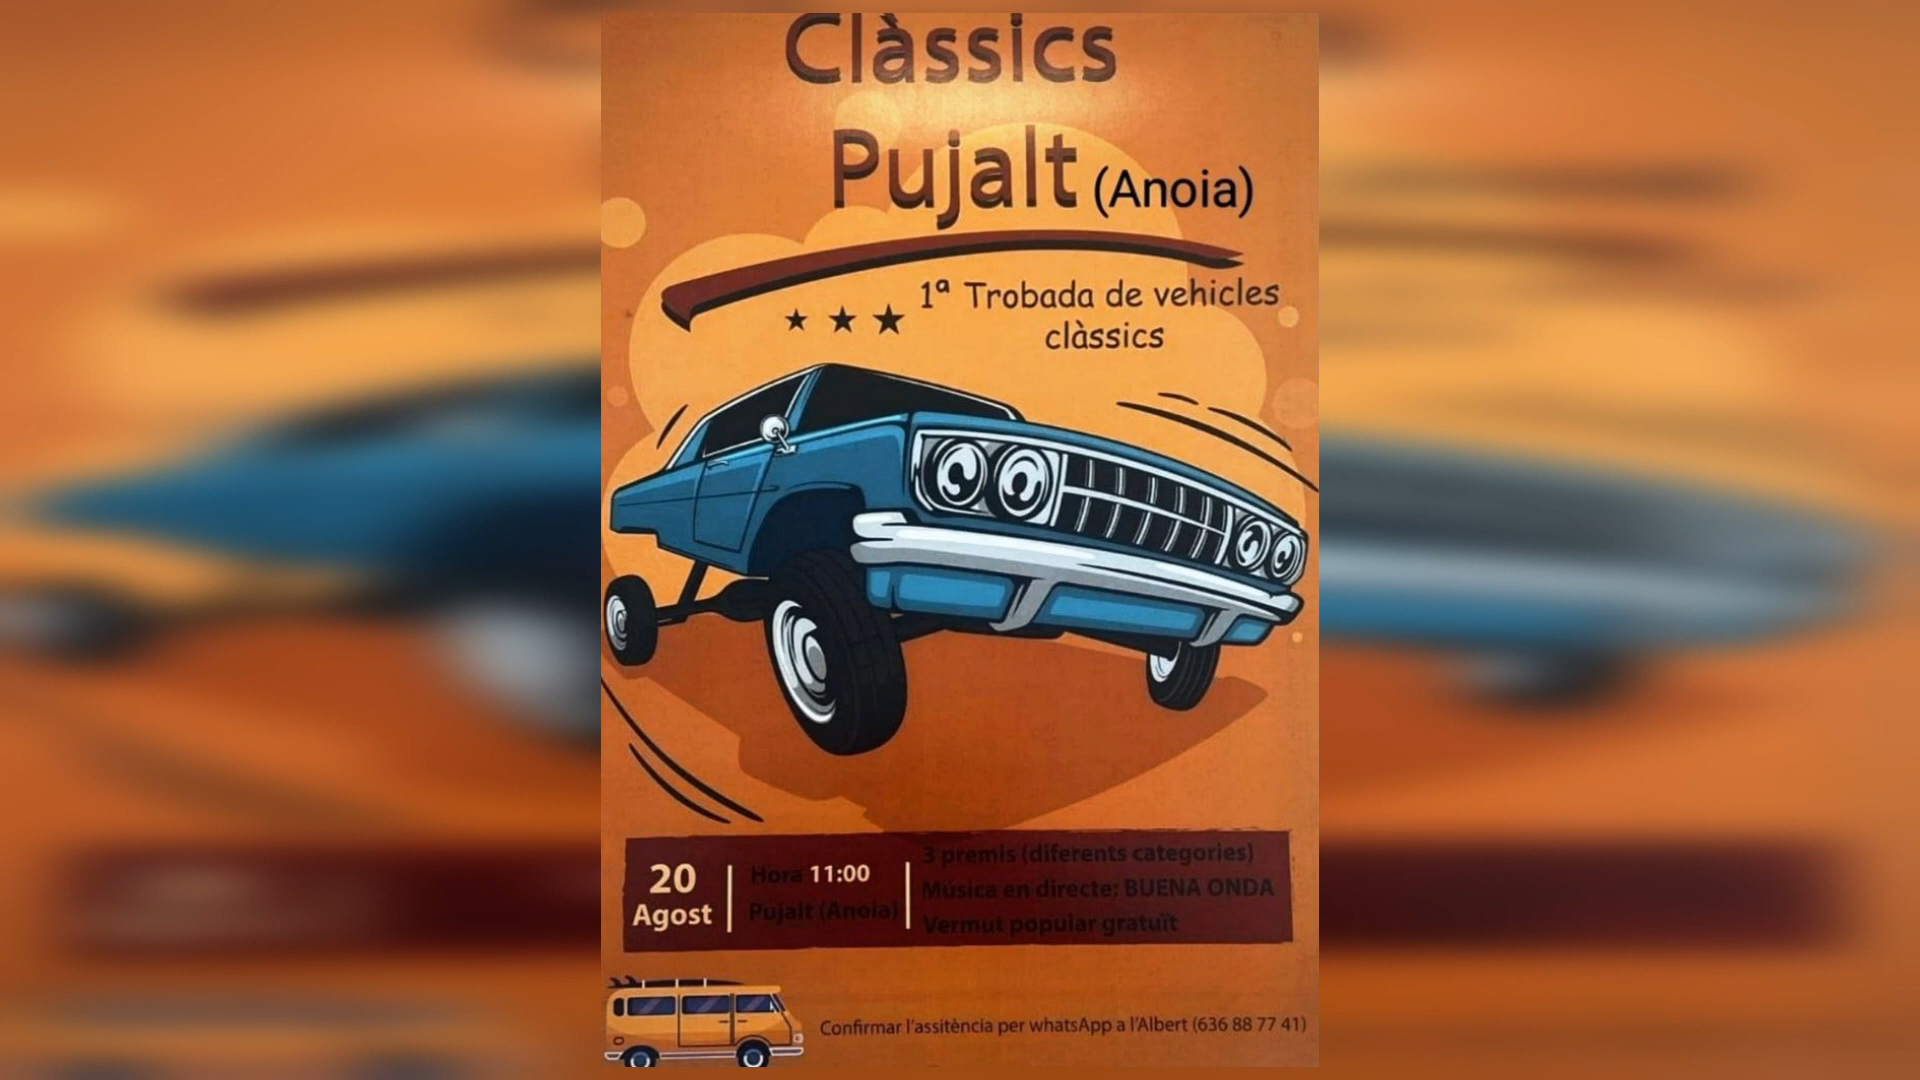 Clàssics
Pujalt (Anoia)
1ª Trobada de vehicles
clàssics
20
Agost
Hora 11:00
Pujalt (Anoia)
3 premis (diferents categories)
Música en directe: BUENA ONDA
Vermut popular gratuït
Confirmar l'assitència per whatsApp a l'Albert (636 88 77 41)